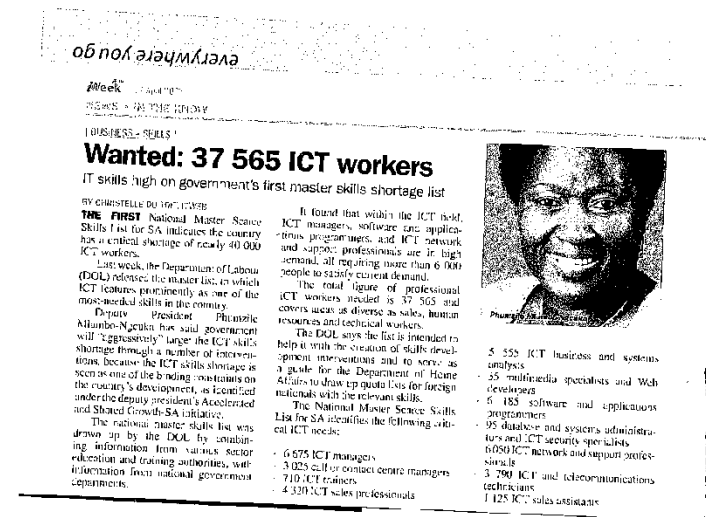 everywhere you go
iWeek
NEWS > IN THE KNOW
| BUSINESS - SKILLS |
Wanted: 37 565 ICT workers
IT skills high on government's first master skills shortage list
BY CHRISTELLE DU
THE FIRST National Master Scarce
Skills List for SA indicates the country
has a critical shortage of nearly 40 000
ICT workers.
Last week, the Department of Labour
(DOL) released the master list, in which
ICT features prominently as one of the
most-needed skills in the country.
Deputy President Phumzile
Mlambo-Ngcuka has said government
will "aggressively" target the ICT skills
shortage through a number of interven-
tions, because the ICT skills shortage is
seen as one of the binding constraints on
the country's development, as identified
under the deputy president's Accelerated
and Shared Growth-SA initiative.
The national master skills list was
drawn up by the DOL by combin-
ing information from various sector
education and training authorities, with
information from national government
departments.
It found that within the ICT field,
ICT managers, software and applica-
tions programmers, and ICT network
and support professionals are in high
demand, all requiring more than 6 000
people to satisfy current demand.
The total figure of professional
ICT workers needed is 37 565 and
covers areas as diverse as sales, human
resources and technical workers.
The DOL says the list is intended to
help it with the creation of skills devel-
opment interventions and to serve as
a guide for the Department of Home
Affairs to draw up quota lists for foreign
nationals with the relevant skills.
The National Master Scarce Skills
List for SA identifies the following criti-
cal ICT needs:
- 6 675 ICT managers
- 3 025 call or contact centre managers
- 710 ICT trainers
- 4 320 ICT sales professionals
Phumzile
5 555 ICT business and systems
analysts
- 35 multimedia specialists and Web
developers
- 6 185 software and applications
programmers
- 95 database and systems administra-
tors and ICT security specialists
6 050 ICT network and support profes-
sionals
- 3 790 ICT and telecommunications
technicians
1 125 ICT sales assistants